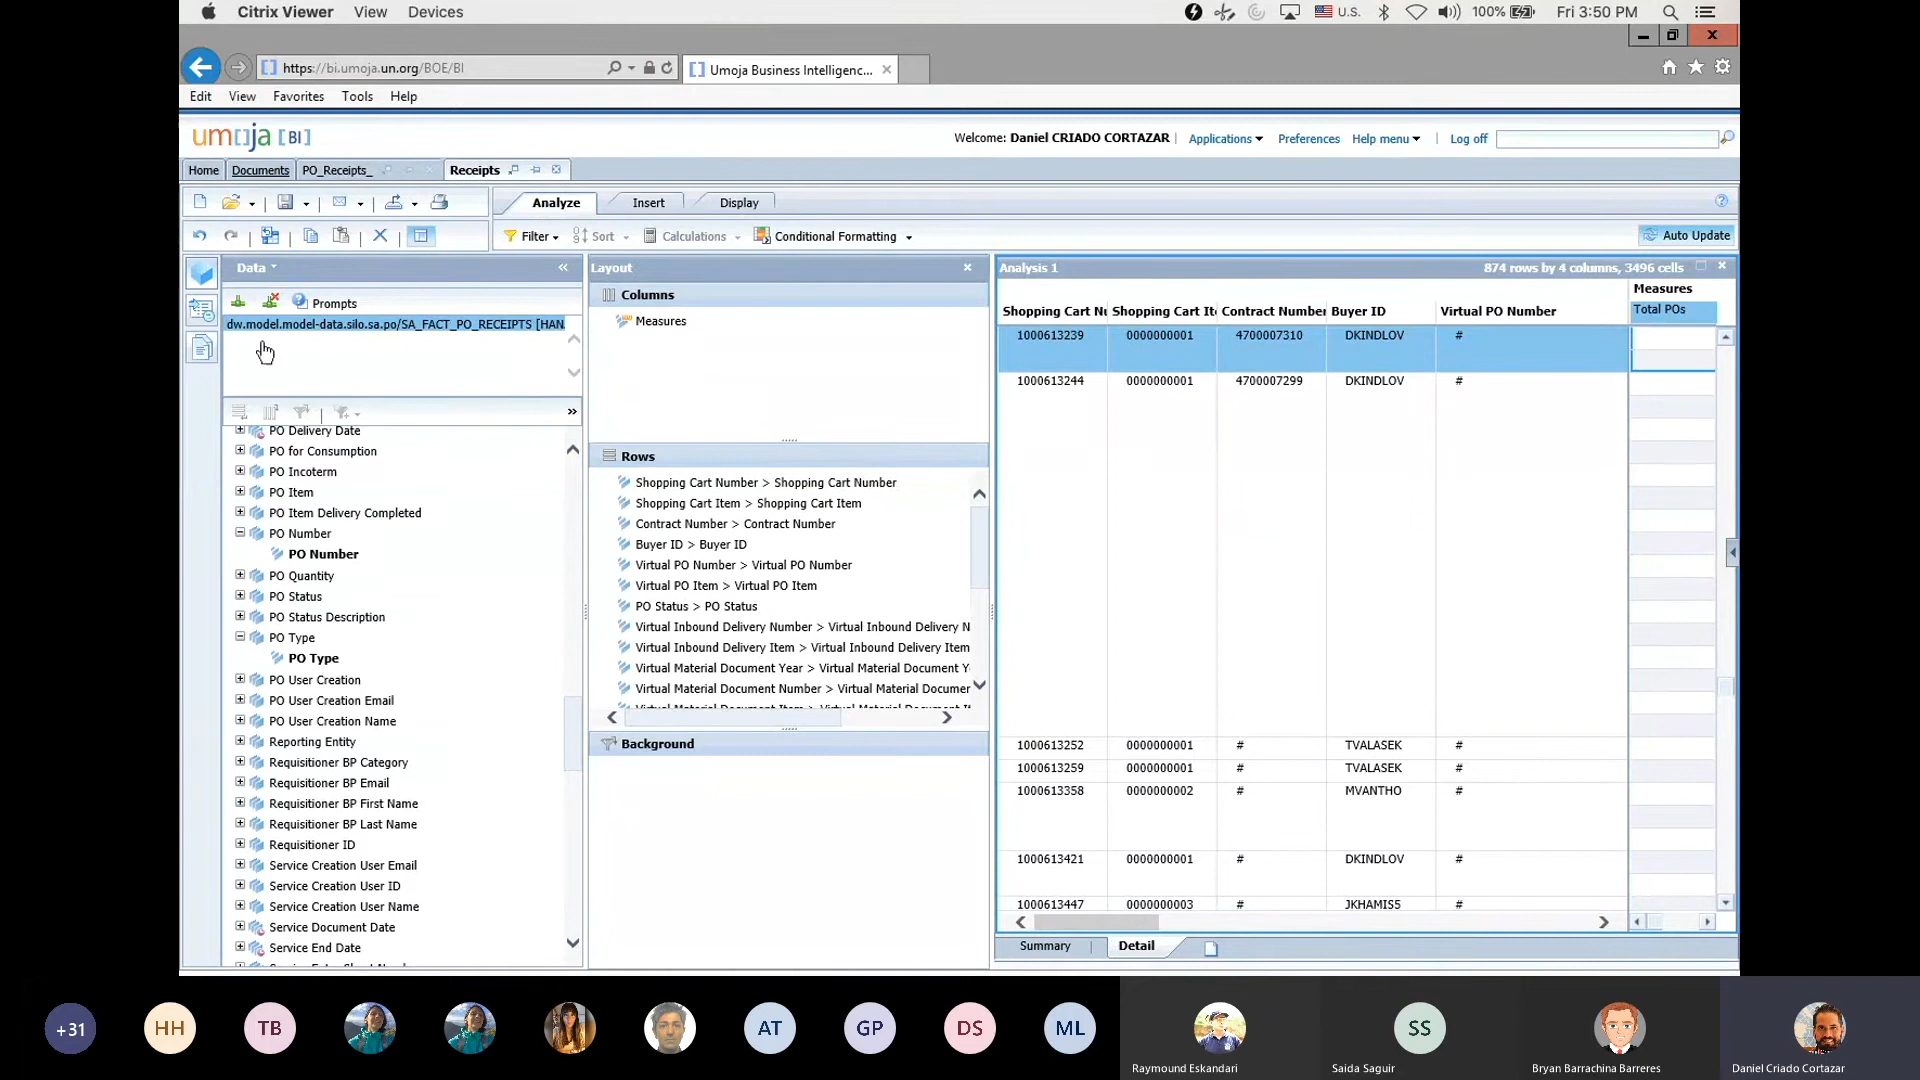 Citrix Viewer View Devices
U.S. 100% Fri 3:50 PM
https://bi.umoja.un.org/BOE/BI
Umoja Business Intelligenc...
Edit View Favorites Tools Help
um[]ja [BI]
Welcome: Daniel CRIADO CORTAZAR Applications Preferences Help menu Log off
Home Documents PO_Receipts_ Receipts
Analyze Insert Display
Filter Sort Calculations Conditional Formatting Auto Update
Data
Prompts
dw.model.model-data.silo.sa.po/SA_FACT_PO_RECEIPTS [HAN
PO Delivery Date
PO for Consumption
PO Incoterm
PO Item
PO Item Delivery Completed
PO Number
PO Number
PO Quantity
PO Status
PO Status Description
PO Type
PO Type
PO User Creation
PO User Creation Email
PO User Creation Name
Reporting Entity
Requisitioner BP Category
Requisitioner BP Email
Requisitioner BP First Name
Requisitioner BP Last Name
Requisitioner ID
Service Creation User Email
Service Creation User ID
Service Creation User Name
Service Document Date
Service End Date
Layout
Columns
Measures
Rows
Shopping Cart Number > Shopping Cart Number
Shopping Cart Item > Shopping Cart Item
Contract Number > Contract Number
Buyer ID > Buyer ID
Virtual PO Number > Virtual PO Number
Virtual PO Item > Virtual PO Item
PO Status > PO Status
Virtual Inbound Delivery Number > Virtual Inbound Delivery N
Virtual Inbound Delivery Item > Virtual Inbound Delivery Item
Virtual Material Document Year > Virtual Material Document Y
Virtual Material Document Number > Virtual Material Documer
Background
Analysis 1 874 rows by 4 columns, 3496 cells
Measures
Shopping Cart Nu Shopping Cart Ite Contract Number Buyer ID Virtual PO Number Total POs
1000613239 0000000001 4700007310 DKINDLOV #
1000613244 0000000001 4700007299 DKINDLOV #
1000613252 0000000001 # TVALASEK #
1000613259 0000000001 # TVALASEK #
1000613358 0000000002 # MVANTHO #
1000613421 0000000001 # DKINDLOV #
1000613447 0000000003 # JKHAMIS5 #
Summary Detail
+31 HH TB AT GP DS ML SS
Raymound Eskandari Saida Saguir Bryan Barrachina Barreres Daniel Criado Cortazar